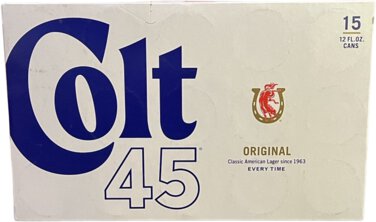 Colt
45
15
12 FL.OZ.
CANS
ORIGINAL
Classic American Lager since 1963
EVERY TIME